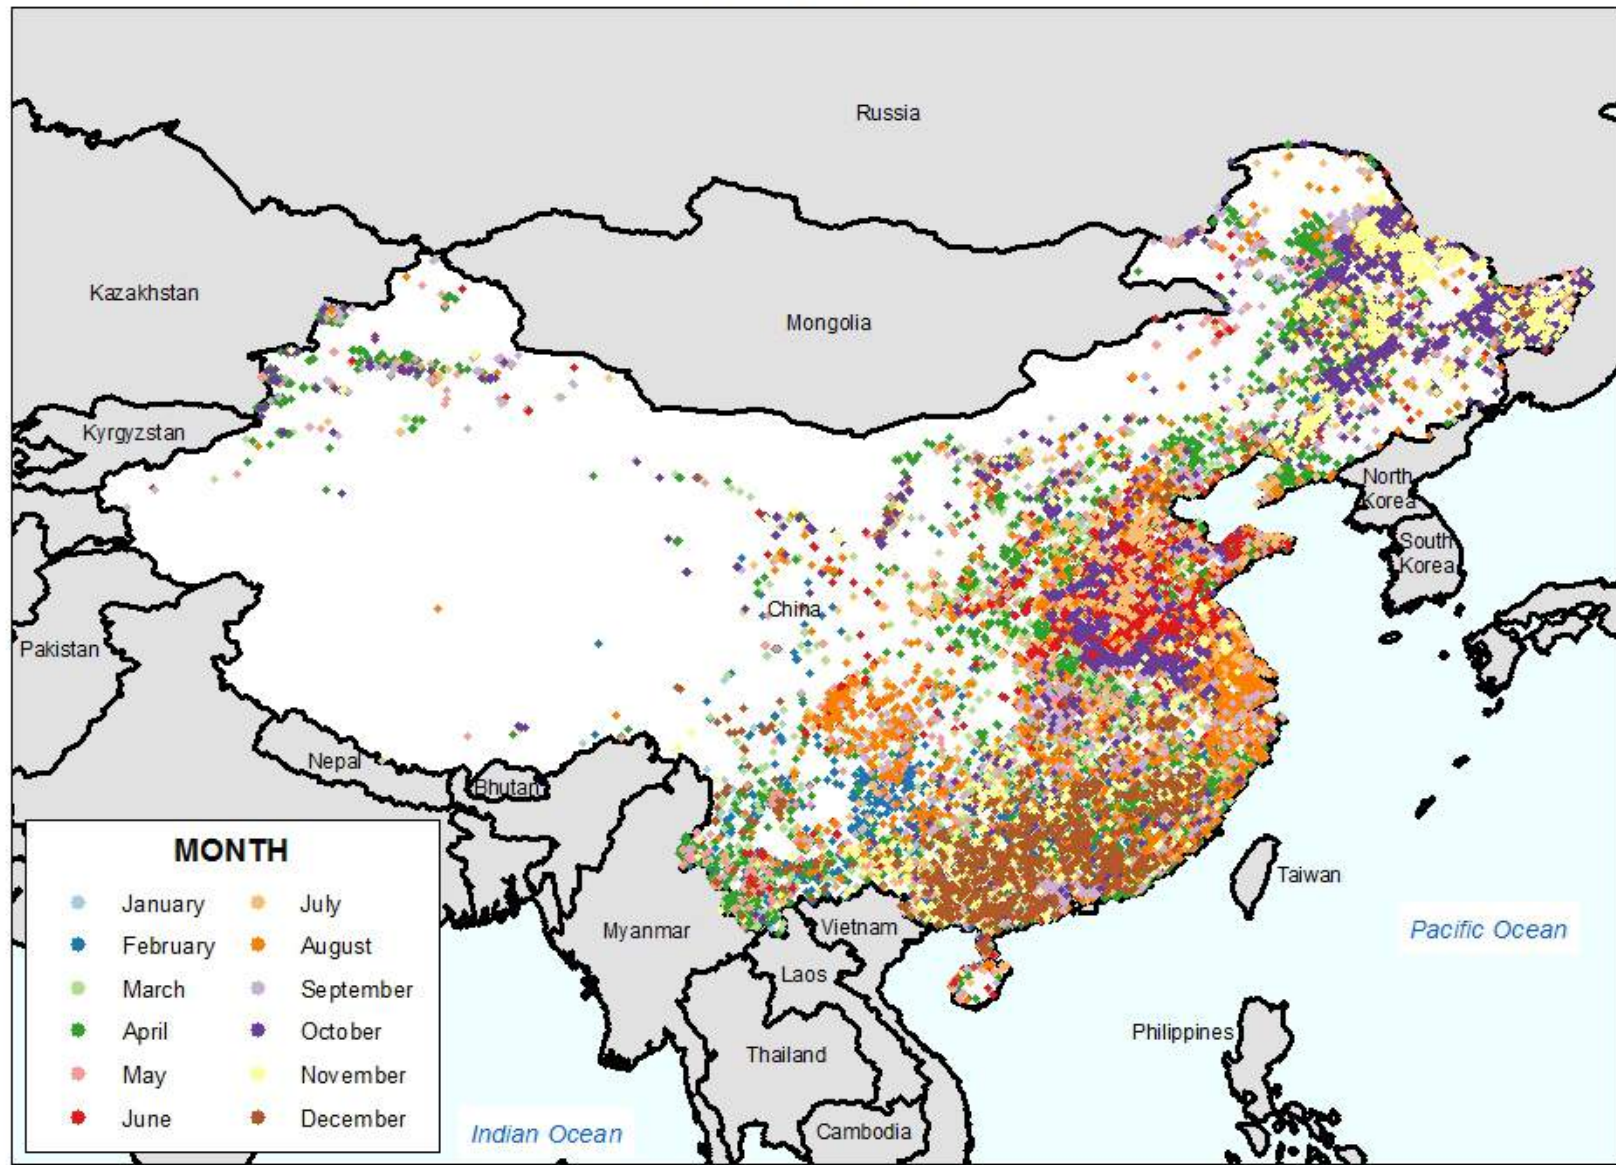 Russia
Kazakhstan
Mongolia
Kyrgyzstan
North
Korea
South
Korea
China
Pakistan
Nepal
Bhutan
MONTH
January
February
March
April
May
June
July
August
September
October
November
December
Taiwan
Myanmar
Vietnam
Pacific Ocean
Laos
Philippines
Thailand
Cambodia
Indian Ocean